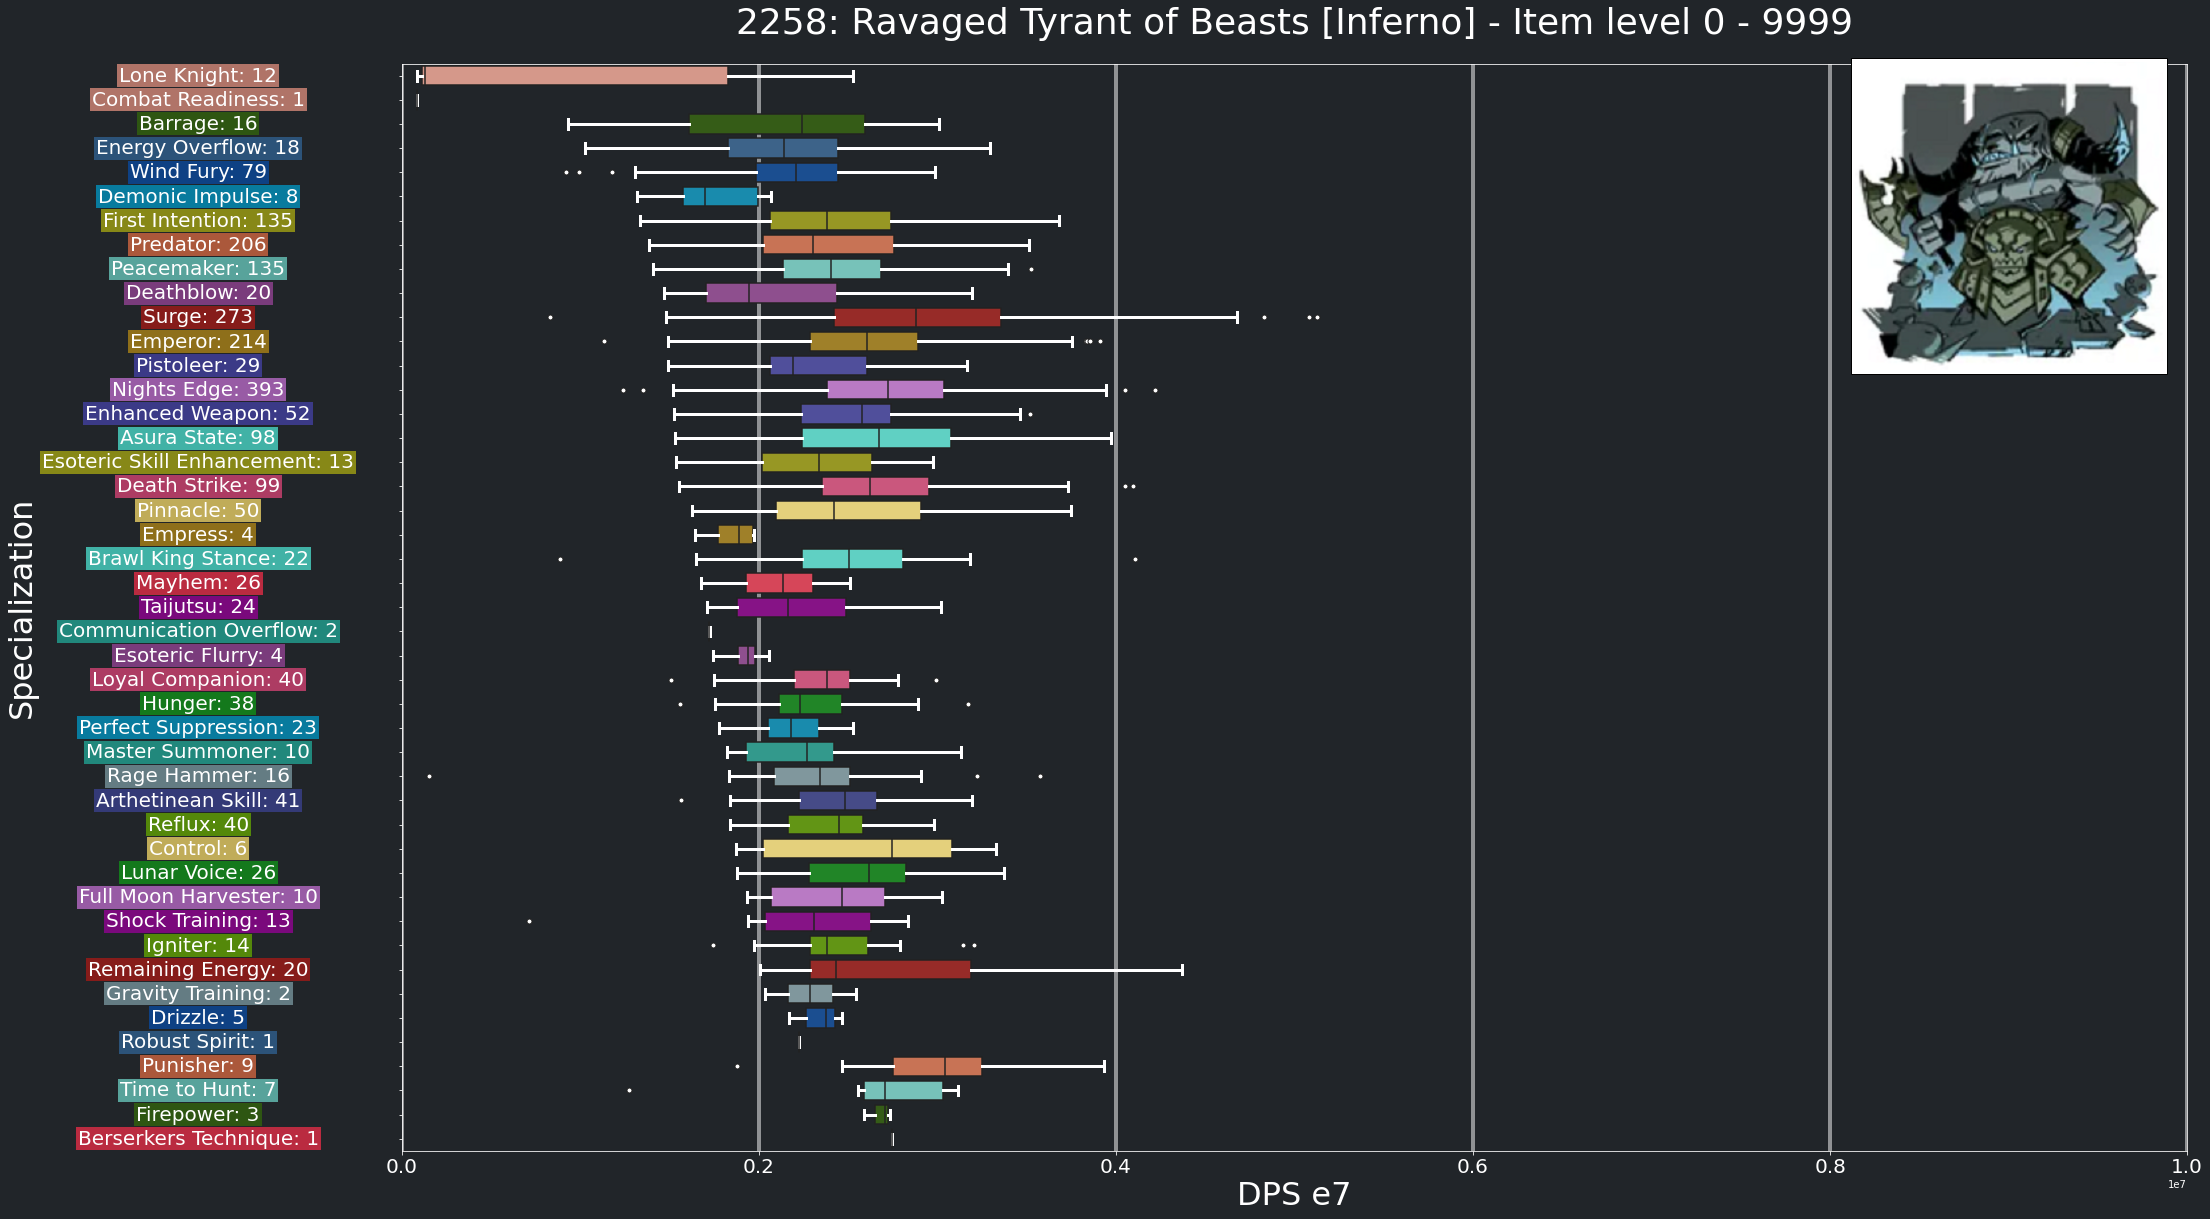 2258: Ravaged Tyrant of Beasts [Inferno] - Item level 0 - 9999
Specialization
Lone Knight: 12
Combat Readiness: 1
Barrage: 16
Energy Overflow: 18
Wind Fury: 79
Demonic Impulse: 8
First Intention: 135
Predator: 206
Peacemaker: 135
Deathblow: 20
Surge: 273
Emperor: 214
Pistoleer: 29
Nights Edge: 393
Enhanced Weapon: 52
Asura State: 98
Esoteric Skill Enhancement: 13
Death Strike: 99
Pinnacle: 50
Empress: 4
Brawl King Stance: 22
Mayhem: 26
Taijutsu: 24
Communication Overflow: 2
Esoteric Flurry: 4
Loyal Companion: 40
Hunger: 38
Perfect Suppression: 23
Master Summoner: 10
Rage Hammer: 16
Arthetinean Skill: 41
Reflux: 40
Control: 6
Lunar Voice: 26
Full Moon Harvester: 10
Shock Training: 13
Igniter: 14
Remaining Energy: 20
Gravity Training: 2
Drizzle: 5
Robust Spirit: 1
Punisher: 9
Time to Hunt: 7
Firepower: 3
Berserkers Technique: 1
0.0 0.2 0.4 0.6 0.8 1.0
1e7
DPS e7